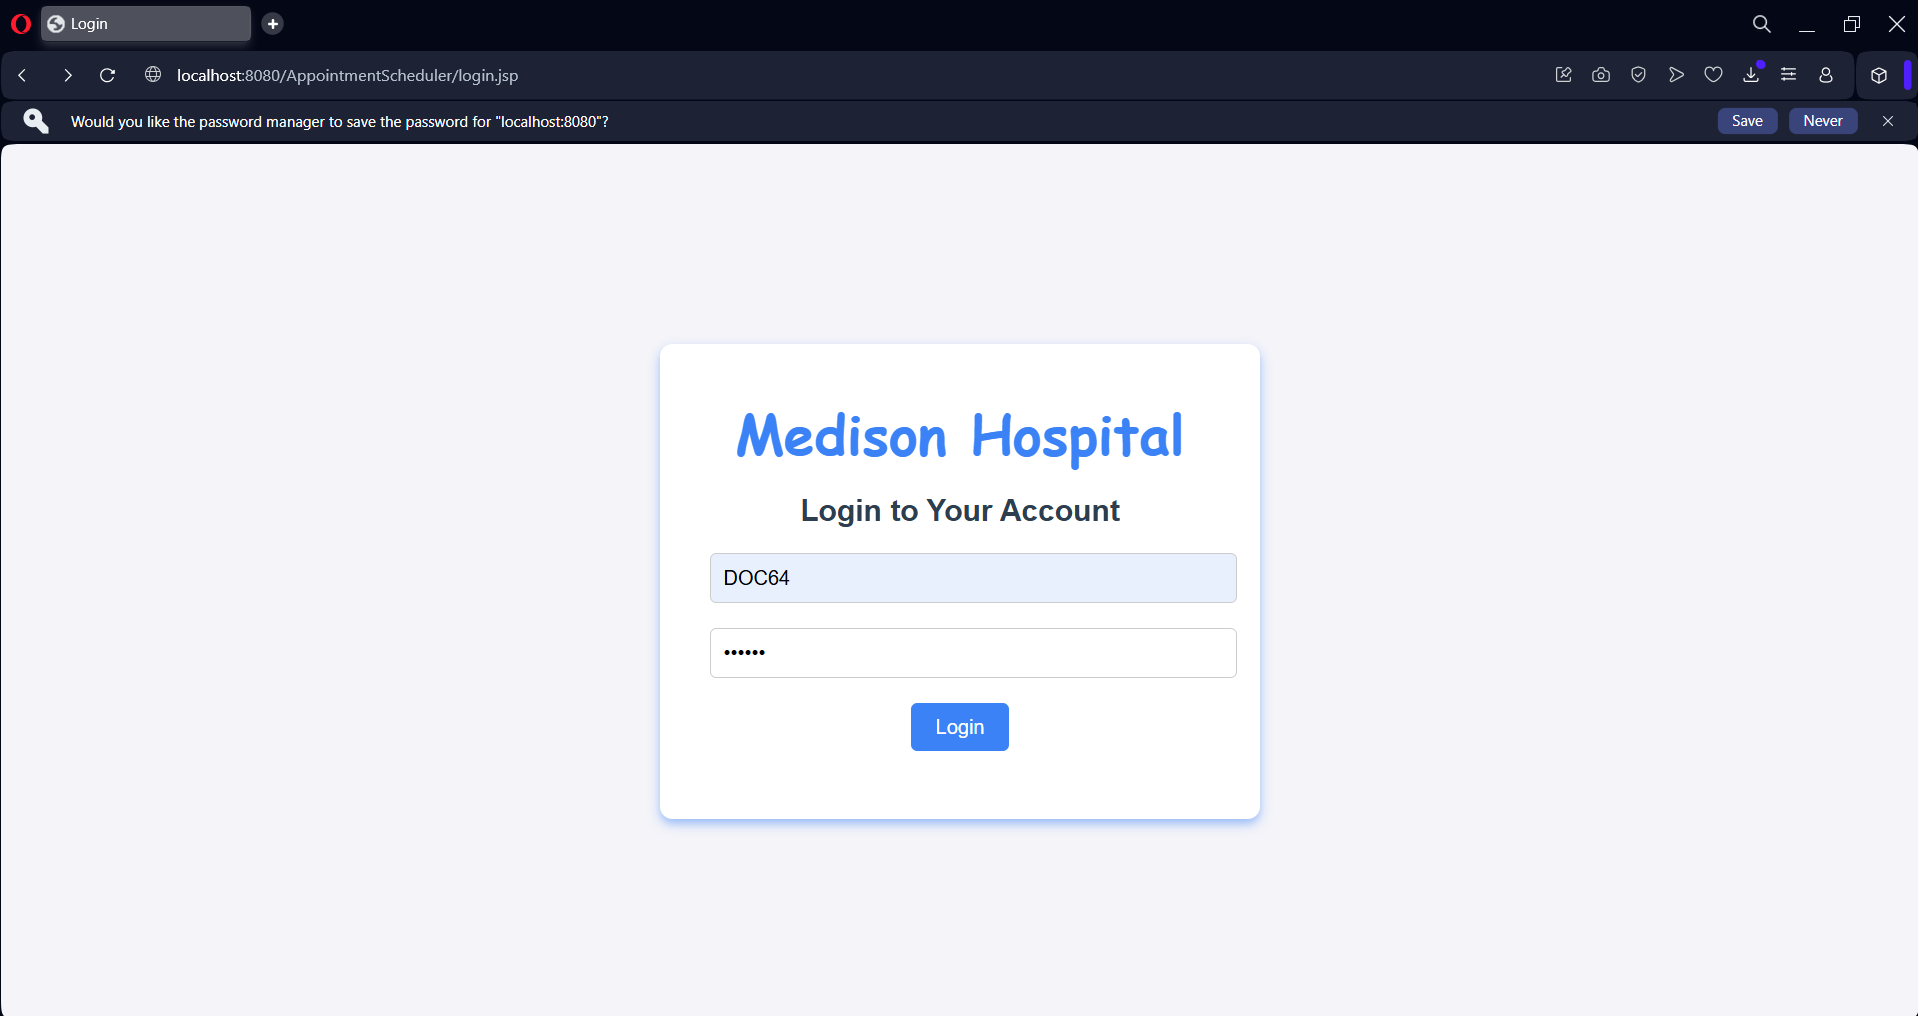 Login
localhost:8080/AppointmentScheduler/login.jsp
Would you like the password manager to save the password for "localhost:8080"?
Save
Never
Medison Hospital
Login to Your Account
DOC64
••••••
Login